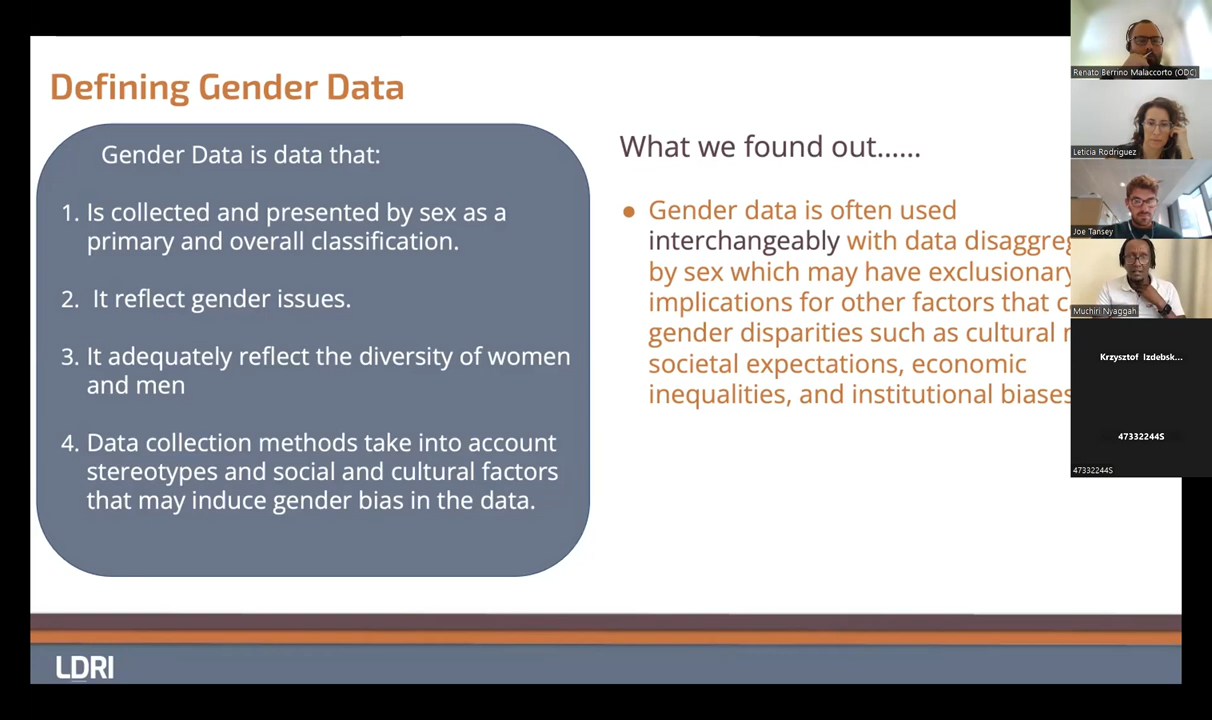 Defining Gender Data
Gender Data is data that:
1. Is collected and presented by sex as a
primary and overall classification.
2. It reflect gender issues.
3. It adequately reflect the diversity of women
and men
4. Data collection methods take into account
stereotypes and social and cultural factors
that may induce gender bias in the data.
What we found out......
● Gender data is often used
interchangeably with data
by sex which may have exclusionary
implications for other factors that
gender disparities such as cultural
societal expectations, economic
inequalities, and institutional biases
LDRI
Renato Berrino Malaccorto (ODC)
Leticia Rodriguez
Joe Tansey
Muchiri Nyaggah
Krzysztof Izdebsk...
47332244S
47332244S